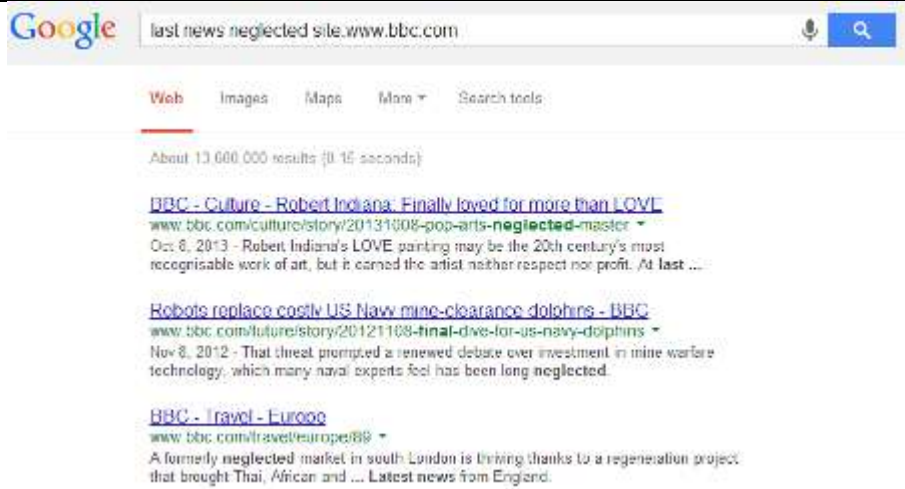 Google last news neglected site:www.bbc.com
Web Images Maps More Search tools
About 13,600,000 results (0.15 seconds)
BBC - Culture - Robert Indiana: Finally loved for more than LOVE
www.bbc.com/culture/story/20131008-pop-arts-neglected-master
Oct 8, 2013 - Robert Indiana's LOVE painting may be the 20th century's most
recognisable work of art, but it earned the artist neither respect nor profit. At last ...
Robots replace costly US Navy mine-clearance dolphins - BBC
www.bbc.com/future/story/20121108-final-dive-for-us-navy-dolphins
Nov 8, 2012 - That threat prompted a renewed debate over investment in mine warfare
technology, which many naval experts feel has been long neglected.
BBC - Travel - Europe
www.bbc.com/travel/europe/89
A formerly neglected market in south London is thriving thanks to a regeneration project
that brought Thai, African and ... Latest news from England.